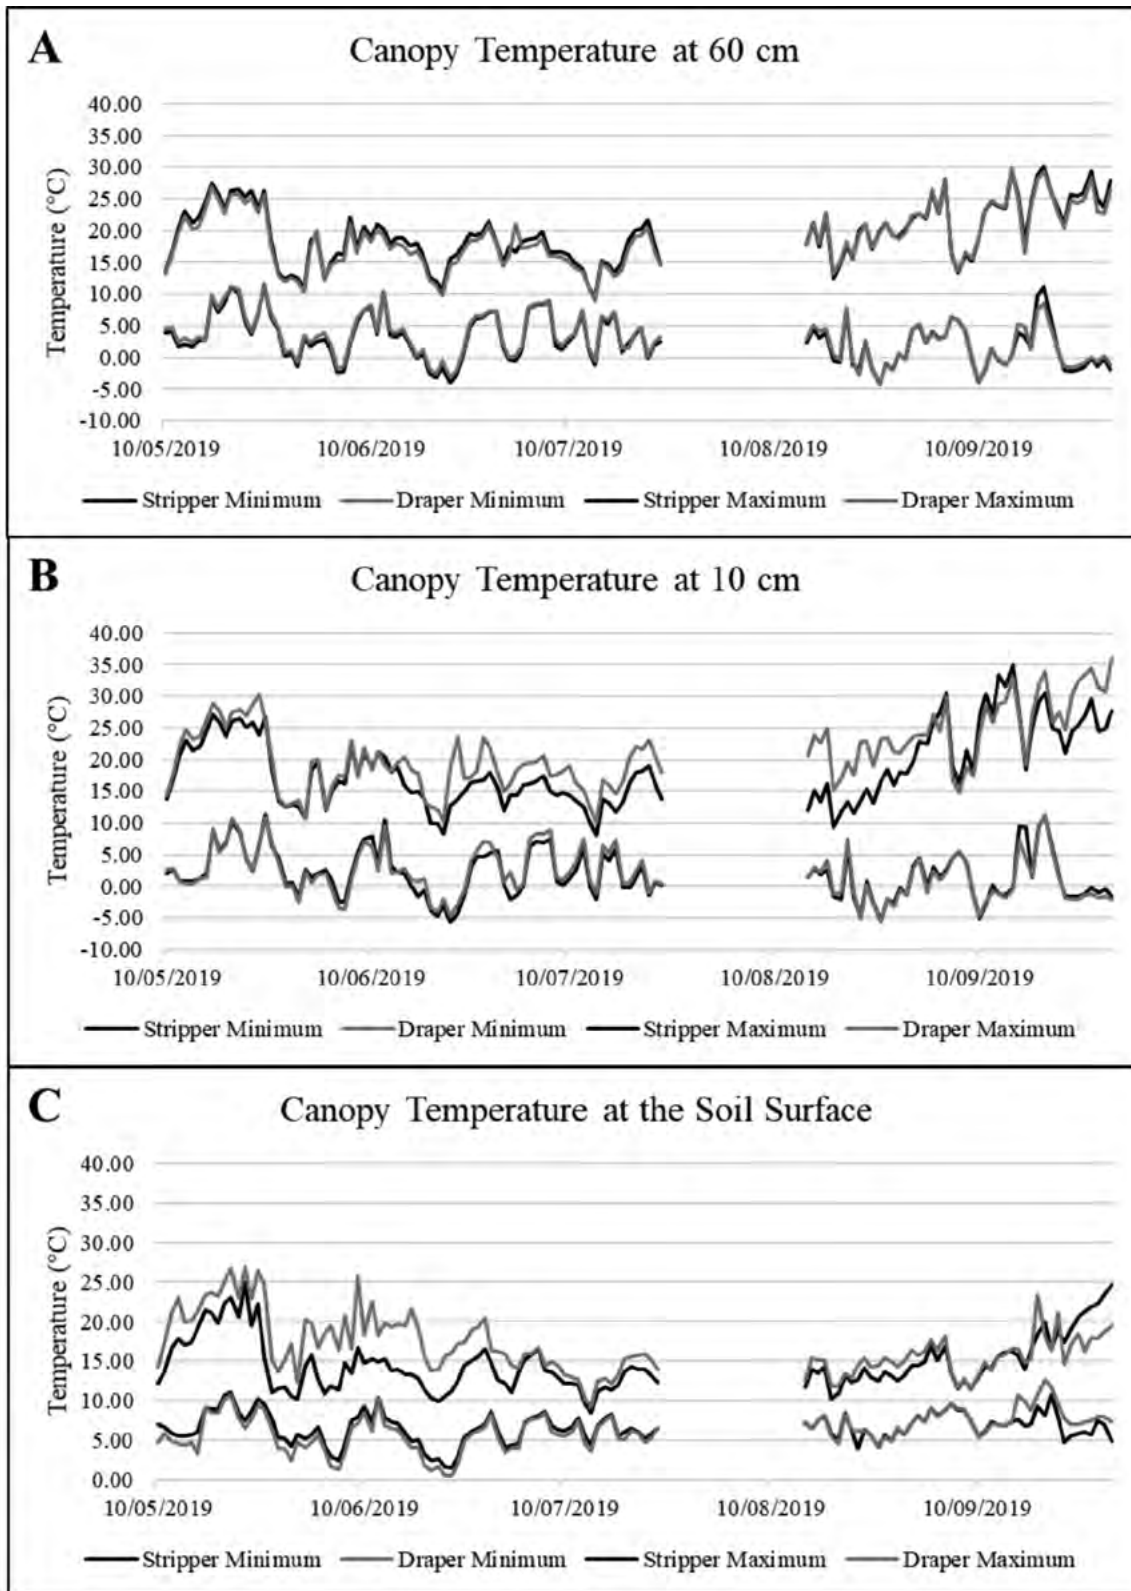 A
Canopy Temperature at 60 cm
Temperature (°C)
40.00
35.00
30.00
25.00
20.00
15.00
10.00
5.00
0.00
-5.00
-10.00
10/05/2019 10/06/2019 10/07/2019 10/08/2019 10/09/2019
Stripper Minimum Draper Minimum Stripper Maximum Draper Maximum
B
Canopy Temperature at 10 cm
Temperature (°C)
40.00
35.00
30.00
25.00
20.00
15.00
10.00
5.00
0.00
-5.00
-10.00
10/05/2019 10/06/2019 10/07/2019 10/08/2019 10/09/2019
Stripper Minimum Draper Minimum Stripper Maximum Draper Maximum
C
Canopy Temperature at the Soil Surface
Temperature (°C)
40.00
35.00
30.00
25.00
20.00
15.00
10.00
5.00
0.00
10/05/2019 10/06/2019 10/07/2019 10/08/2019 10/09/2019
Stripper Minimum Draper Minimum Stripper Maximum Draper Maximum